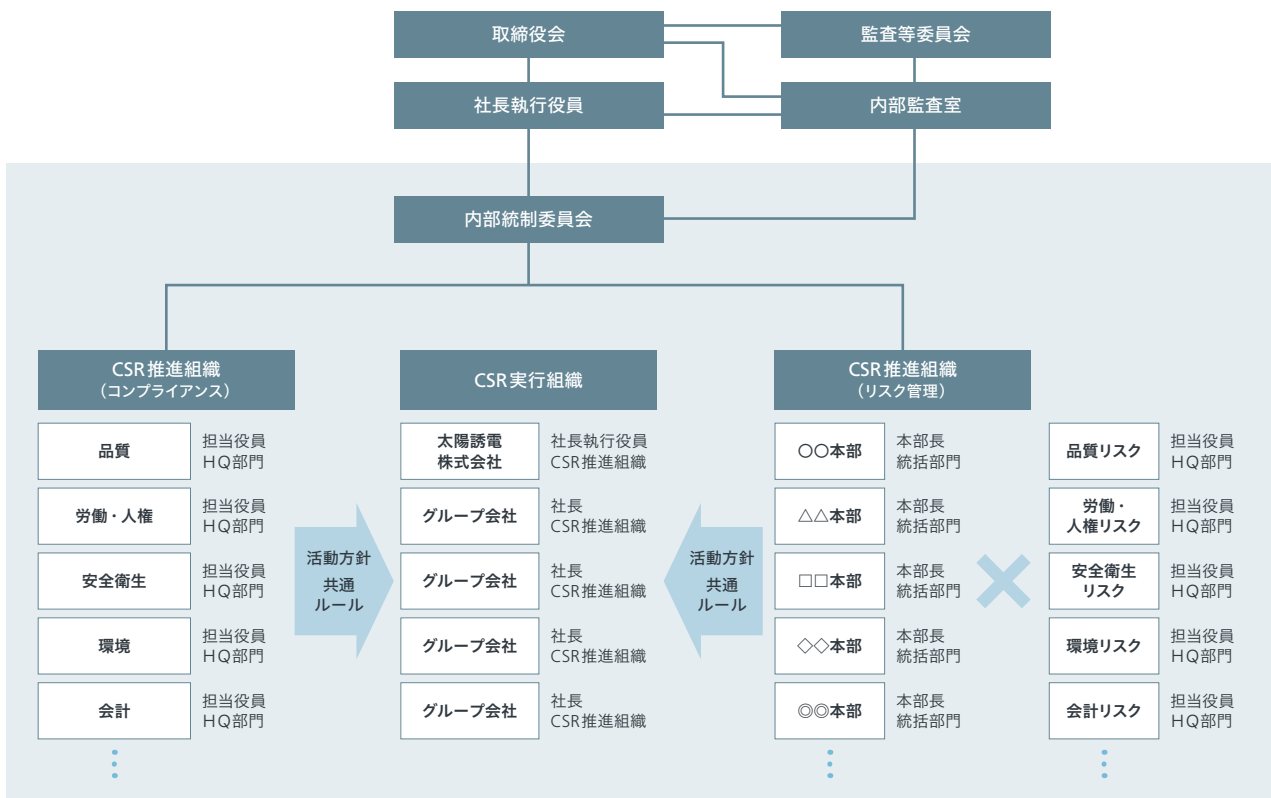 取締役会
監査等委員会
社長執行役員
内部監査室
内部統制委員会
CSR推進組織
（コンプライアンス）
品質
担当役員
HQ部門
労働・人権
担当役員
HQ部門
安全衛生
担当役員
HQ部門
環境
担当役員
HQ部門
会計
担当役員
HQ部門
活動方針
共通
ルール
CSR実行組織
太陽誘電
株式会社
社長執行役員
CSR推進組織
グループ会社
社長
CSR推進組織
グループ会社
社長
CSR推進組織
グループ会社
社長
CSR推進組織
グループ会社
社長
CSR推進組織
活動方針
共通
ルール
CSR推進組織
（リスク管理）
〇〇本部
本部長
統括部門
△△本部
本部長
統括部門
□□本部
本部長
統括部門
◇◇本部
本部長
統括部門
◎◎本部
本部長
統括部門
品質リスク
担当役員
HQ部門
労働・
人権リスク
担当役員
HQ部門
安全衛生
リスク
担当役員
HQ部門
環境リスク
担当役員
HQ部門
会計リスク
担当役員
HQ部門